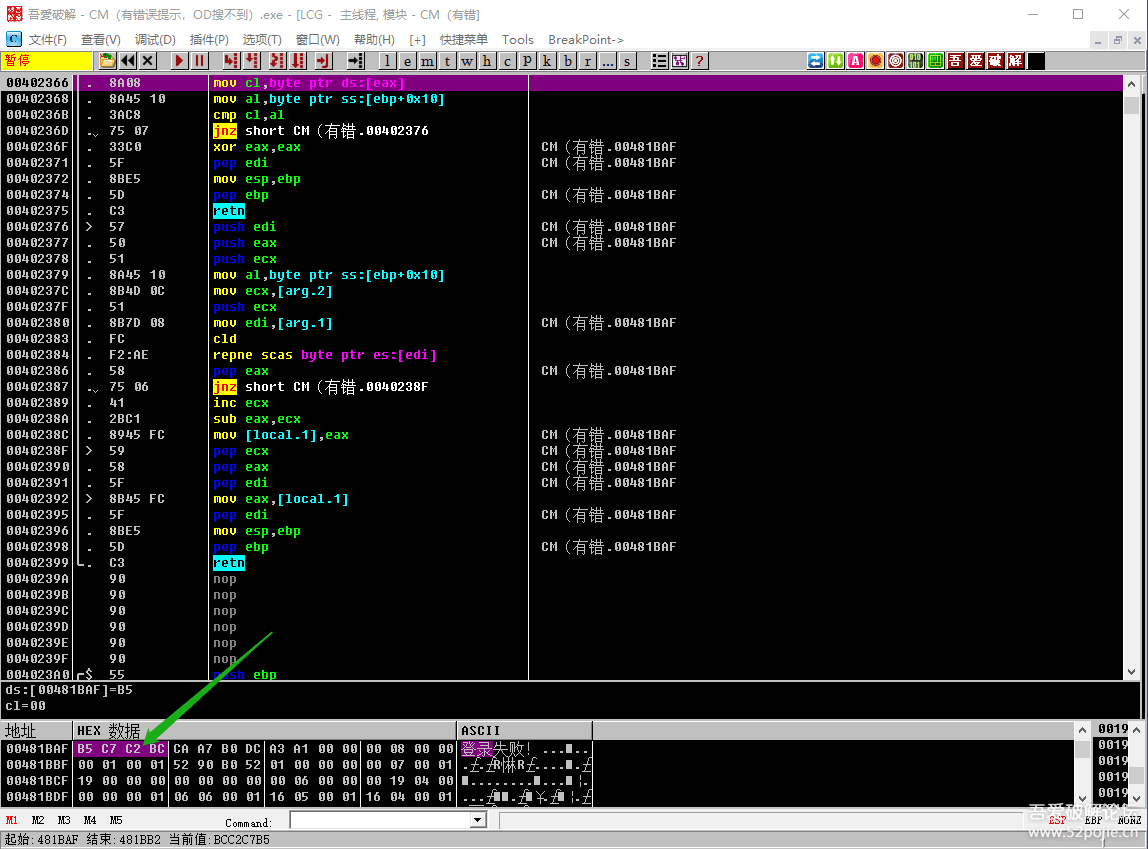 吾爱破解 - CM（有错误提示，OD搜不到）.exe - [LCG - 主线程, 模块 - CM（有错]
C 文件(F) 查看(V) 调试(D) 插件(P) 选项(T) 窗口(W) 帮助(H) [+] 快捷菜单 Tools BreakPoint->
暂停 l e m t w h c p k b r ... s ? A 吾 爱 破 解
00402366 . 8A08 mov cl,byte ptr ds:[eax]
00402368 . 8A45 10 mov al,byte ptr ss:[ebp+0x10]
0040236B . 3AC8 cmp cl,al
0040236D . 75 07 jnz short CM（有错.00402376
0040236F . 33C0 xor eax,eax CM（有错.00481BAF
00402371 . 5F pop edi CM（有错.00481BAF
00402372 . 8BE5 mov esp,ebp
00402374 . 5D pop ebp CM（有错.00481BAF
00402375 . C3 retn
00402376 > 57 push edi CM（有错.00481BAF
00402377 . 50 push eax CM（有错.00481BAF
00402378 . 51 push ecx
00402379 . 8A45 10 mov al,byte ptr ss:[ebp+0x10]
0040237C . 8B4D 0C mov ecx,[arg.2]
0040237F . 51 push ecx
00402380 . 8B7D 08 mov edi,[arg.1] CM（有错.00481BAF
00402383 . FC cld
00402384 . F2:AE repne scas byte ptr es:[edi]
00402386 . 58 pop eax CM（有错.00481BAF
00402387 . 75 06 jnz short CM（有错.0040238F
00402389 . 41 inc ecx
0040238A . 2BC1 sub eax,ecx
0040238C . 8945 FC mov [local.1],eax CM（有错.00481BAF
0040238F > 59 pop ecx CM（有错.00481BAF
00402390 . 58 pop eax CM（有错.00481BAF
00402391 . 5F pop edi CM（有错.00481BAF
00402392 > 8B45 FC mov eax,[local.1]
00402395 . 5F pop edi CM（有错.00481BAF
00402396 . 8BE5 mov esp,ebp
00402398 . 5D pop ebp CM（有错.00481BAF
00402399 . C3 retn
0040239A 90 nop
0040239B 90 nop
0040239C 90 nop
0040239D 90 nop
0040239E 90 nop
0040239F 90 nop
004023A0 $ 55 push ebp
ds:[00481BAF]=B5
cl=00
地址 HEX 数据 ASCII 0019
00481BAF B5 C7 C2 BC CA A7 B0 DC A3 A1 00 00 00 08 00 00 登录失败！ 0019
00481BBF 00 01 00 01 52 90 B0 52 01 00 00 00 00 07 00 01 0019
00481BCF 19 00 00 00 00 00 00 00 00 06 00 00 00 19 04 00 0019
00481BDF 00 00 00 01 06 06 00 01 16 05 00 01 16 04 00 01 0019
M1 M2 M3 M4 M5 Command: ESP EBP NONE
起始: 481BAF 结束: 481BB2 当前值:BCC2C7B5
吾爱破解论坛
www.52pojie.cn